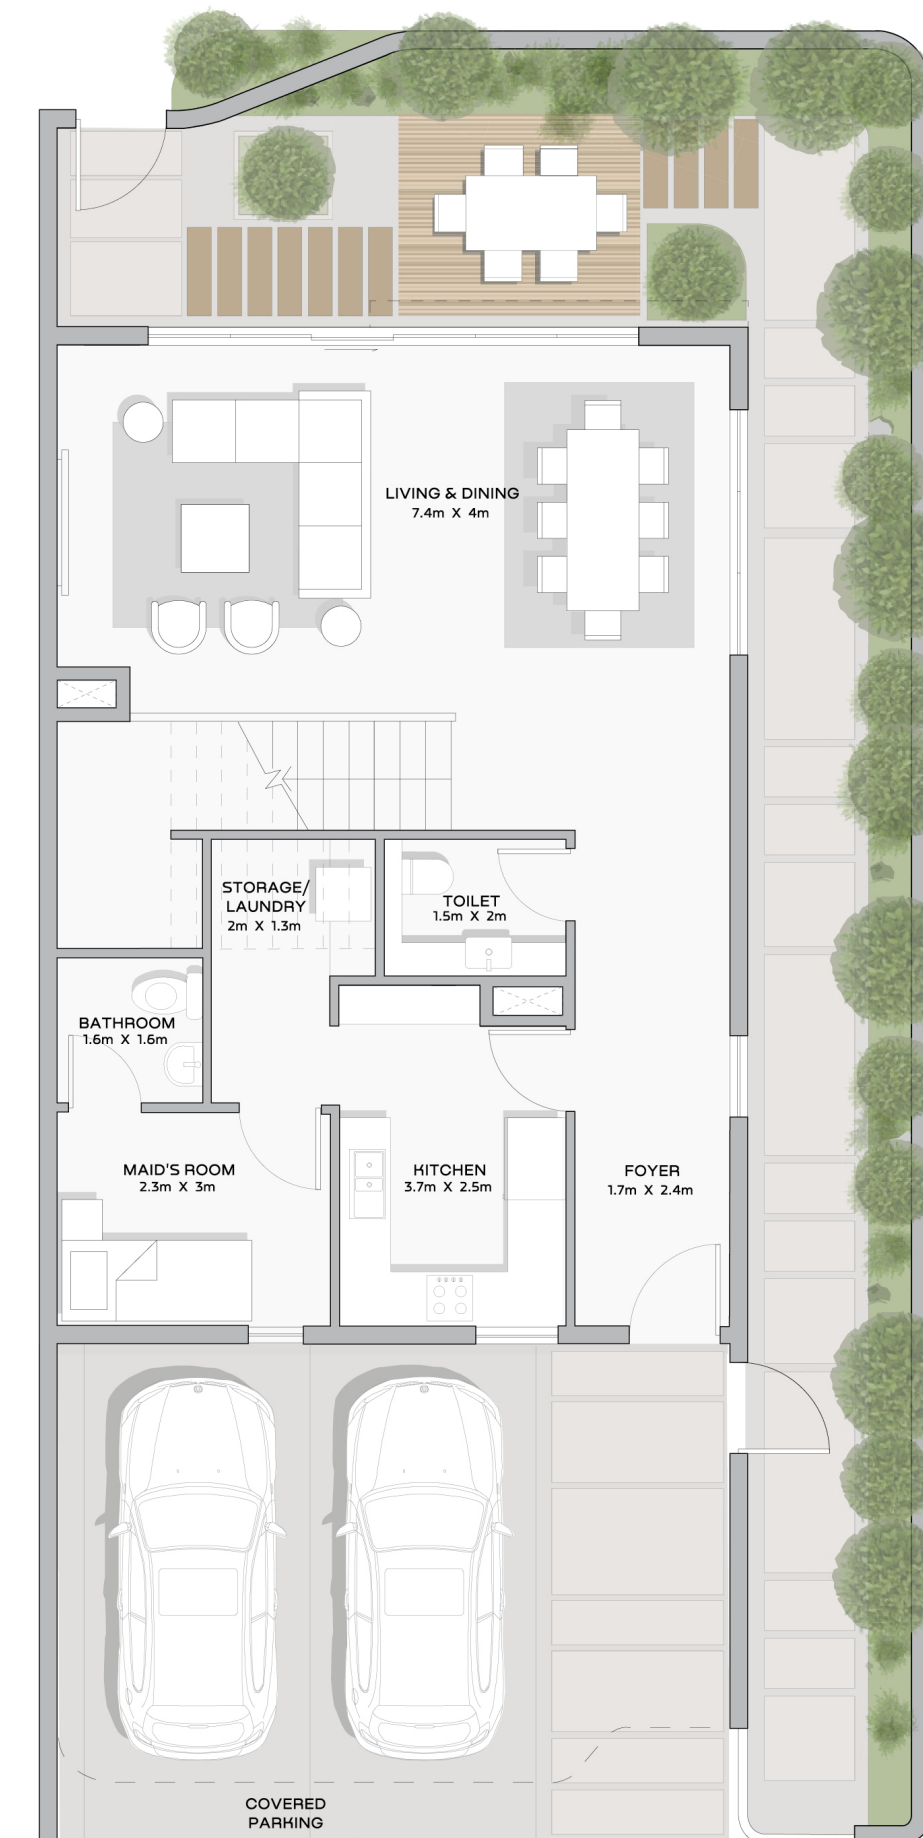 LIVING & DINING
7.4m X 4m
STORAGE/
LAUNDRY
2m X 1.3m
TOILET
1.5m X 2m
BATHROOM
1.6m X 1.6m
MAID'S ROOM
2.3m X 3m
KITCHEN
3.7m X 2.5m
FOYER
1.7m X 2.4m
COVERED
PARKING